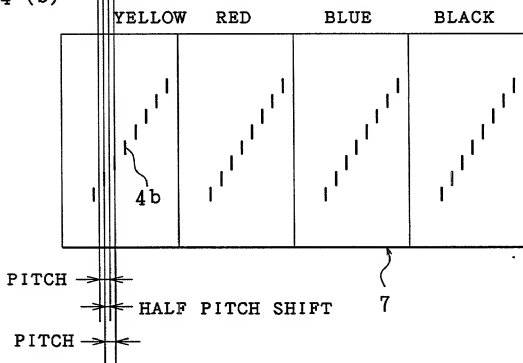 YELLOW RED BLUE BLACK
4b
PITCH
HALF PITCH SHIFT
7
PITCH